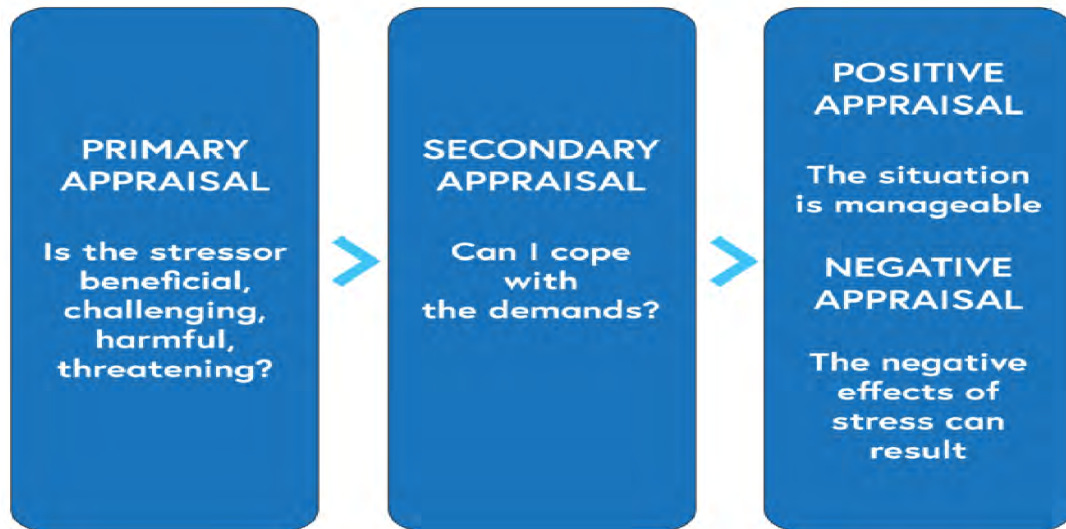 PRIMARY
APPRAISAL
Is the stressor
beneficial,
challenging,
harmful,
threatening?
SECONDARY
APPRAISAL
Can I cope
with
the demands?
POSITIVE
APPRAISAL
The situation
is manageable
NEGATIVE
APPRAISAL
The negative
effects of
stress can
result